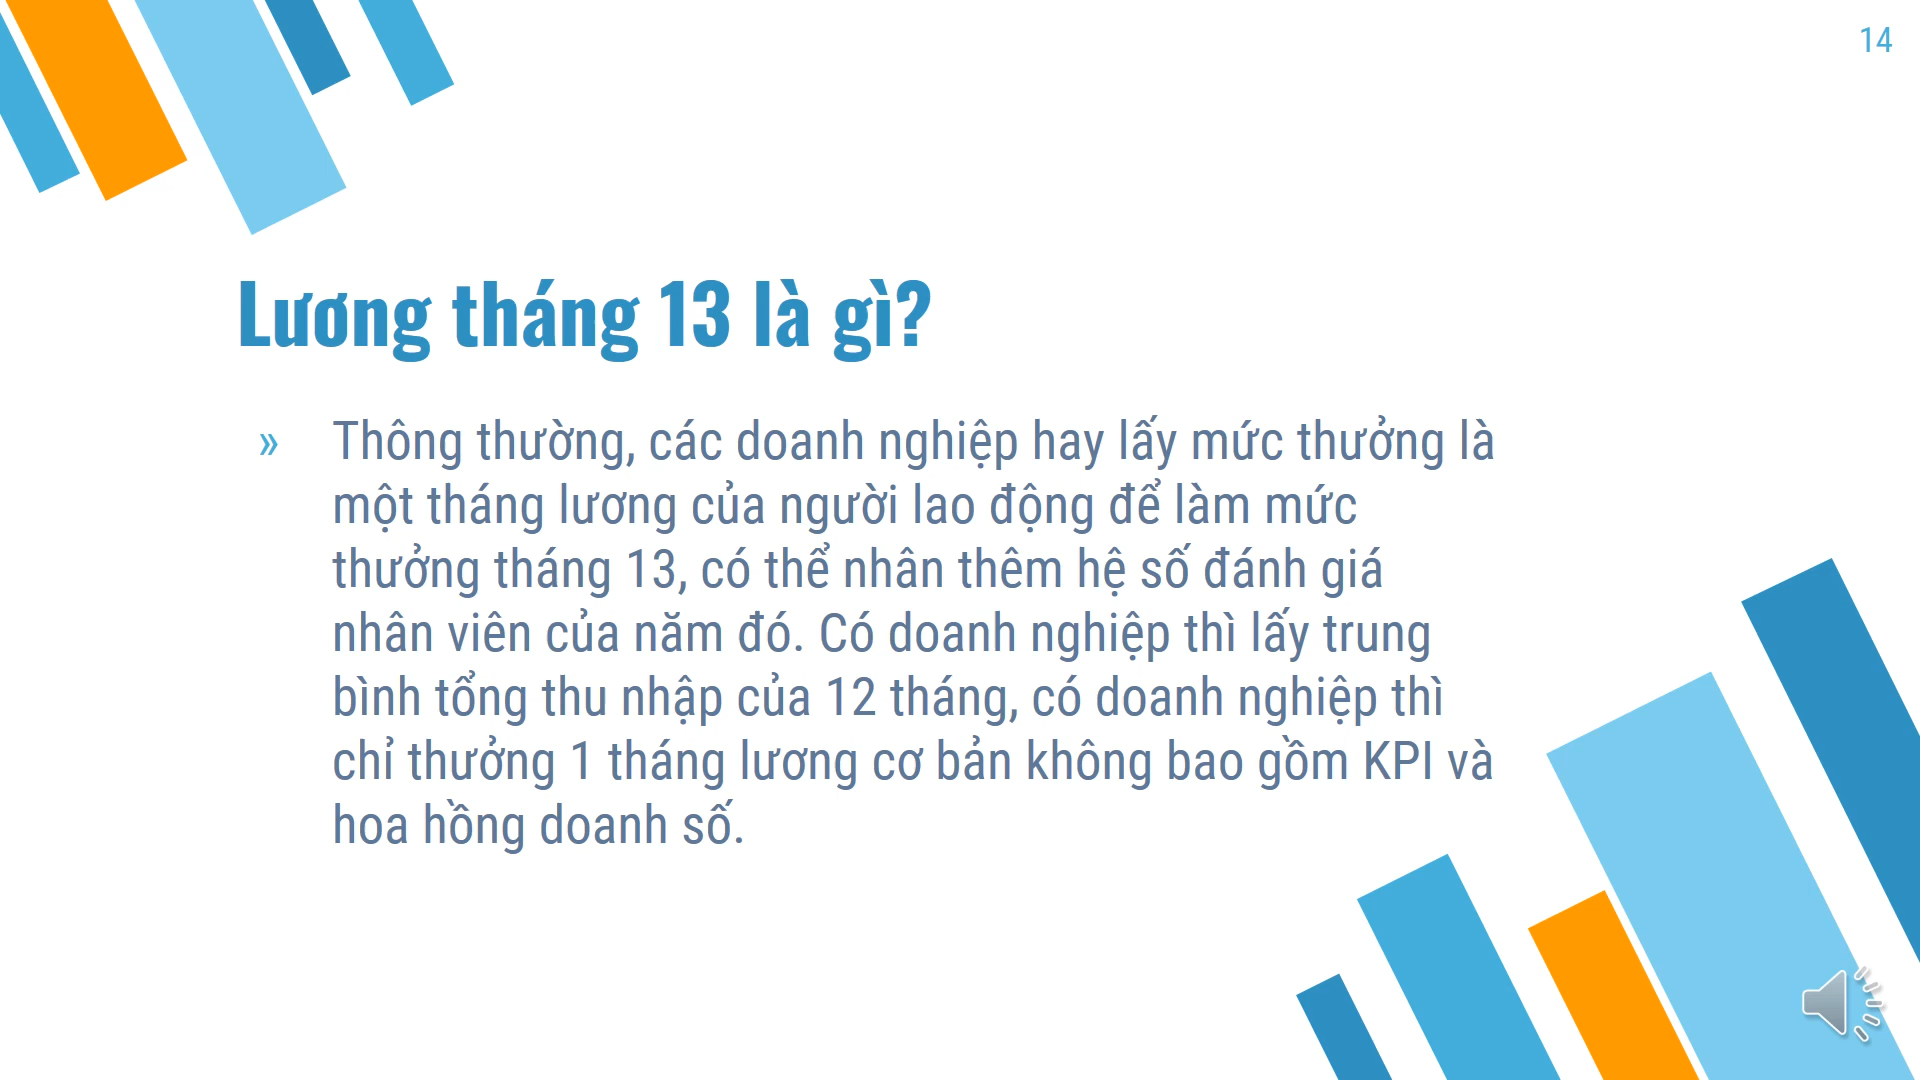 14
Lương tháng 13 là gì?
» Thông thường, các doanh nghiệp hay lấy mức thưởng là
một tháng lương của người lao động để làm mức
thưởng tháng 13, có thể nhân thêm hệ số đánh giá
nhân viên của năm đó. Có doanh nghiệp thì lấy trung
bình tổng thu nhập của 12 tháng, có doanh nghiệp thì
chỉ thưởng 1 tháng lương cơ bản không bao gồm KPI và
hoa hồng doanh số.